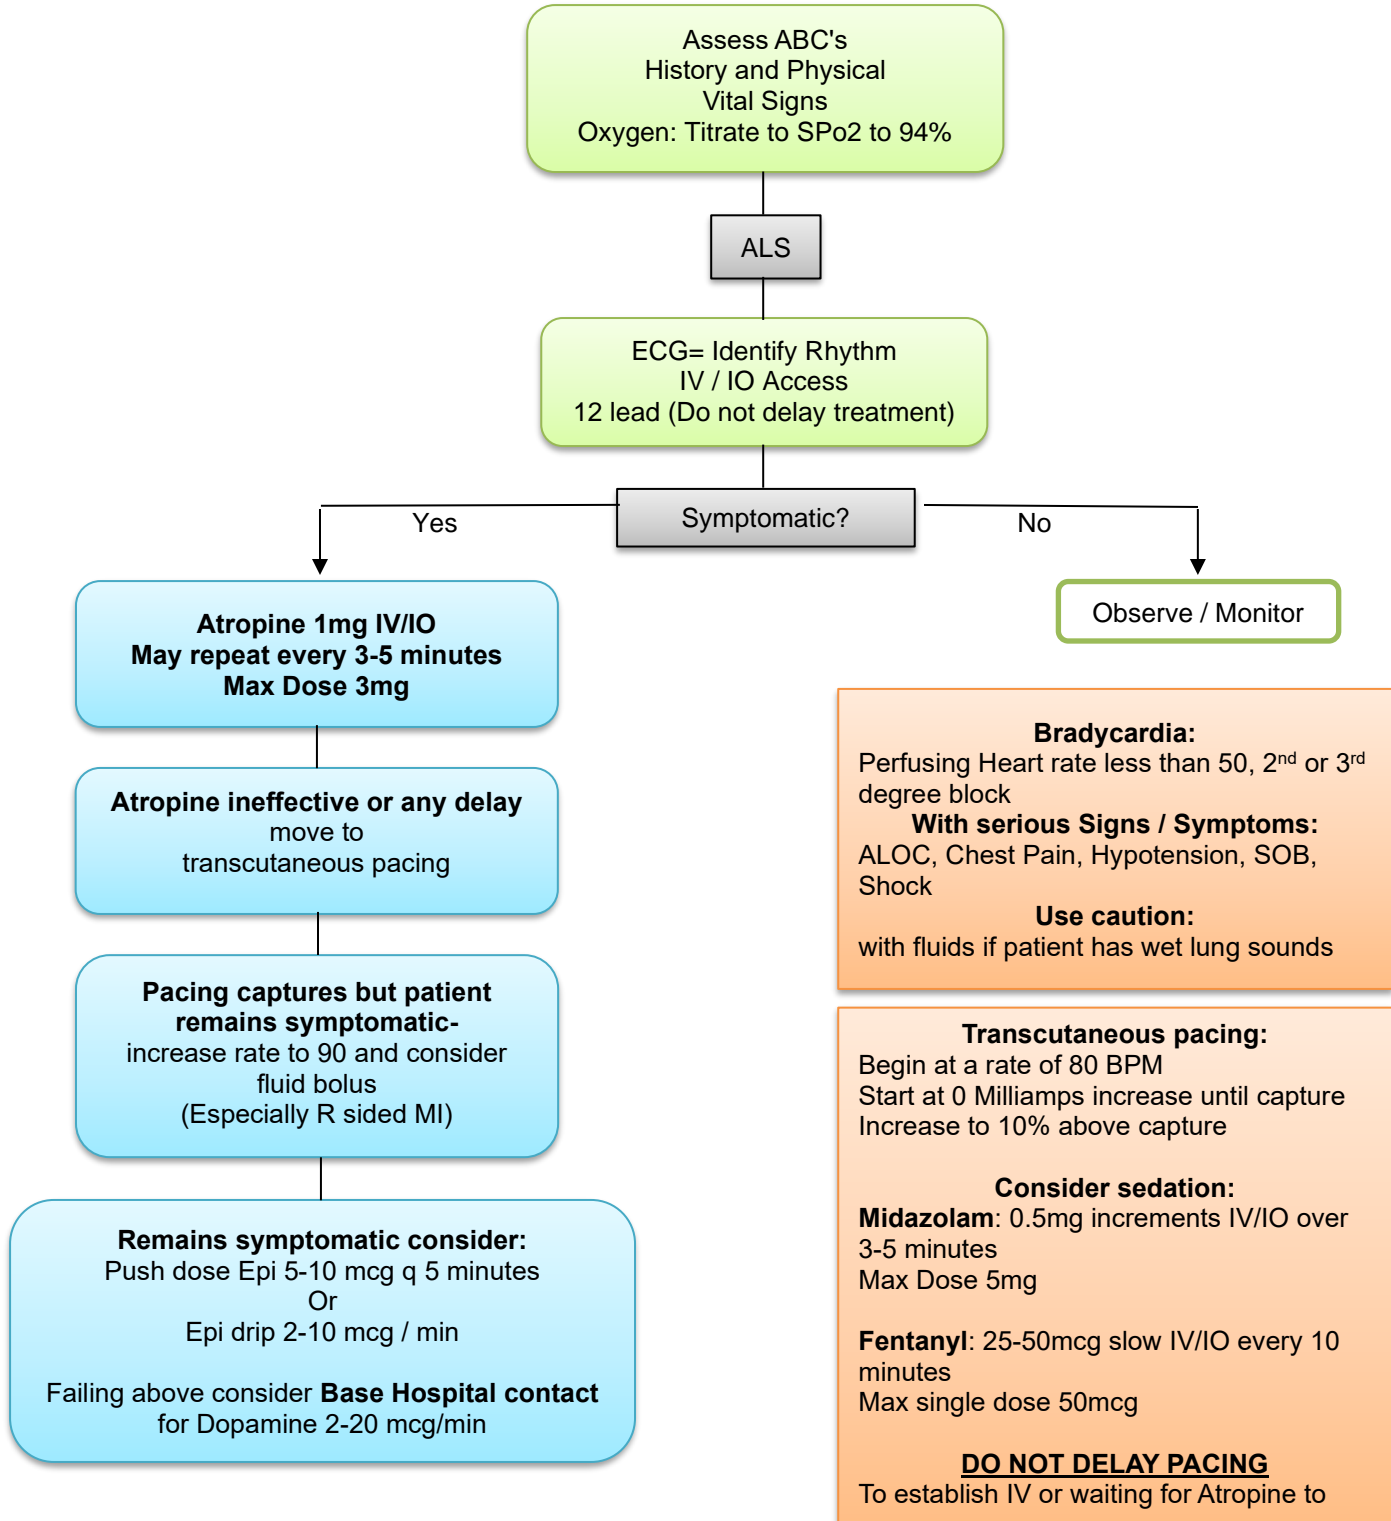 Assess ABC's
History and Physical
Vital Signs
Oxygen: Titrate to SPo2 to 94%
ALS
ECG= Identify Rhythm
IV / IO Access
12 lead (Do not delay treatment)
Symptomatic?
Yes
No
Atropine 1mg IV/IO
May repeat every 3-5 minutes
Max Dose 3mg
Observe / Monitor
Atropine ineffective or any delay
move to
transcutaneous pacing
Pacing captures but patient
remains symptomatic-
increase rate to 90 and consider
fluid bolus
(Especially R sided MI)
Remains symptomatic consider:
Push dose Epi 5-10 mcg q 5 minutes
Or
Epi drip 2-10 mcg / min
Failing above consider Base Hospital contact
for Dopamine 2-20 mcg/min
Bradycardia:
Perfusing Heart rate less than 50, 2nd or 3rd
degree block
With serious Signs / Symptoms:
ALOC, Chest Pain, Hypotension, SOB,
Shock
Use caution:
with fluids if patient has wet lung sounds
Transcutaneous pacing:
Begin at a rate of 80 BPM
Start at 0 Milliamps increase until capture
Increase to 10% above capture
Consider sedation:
Midazolam: 0.5mg increments IV/IO over
3-5 minutes
Max Dose 5mg
Fentanyl: 25-50mcg slow IV/IO every 10
minutes
Max single dose 50mcg
DO NOT DELAY PACING
To establish IV or waiting for Atropine to